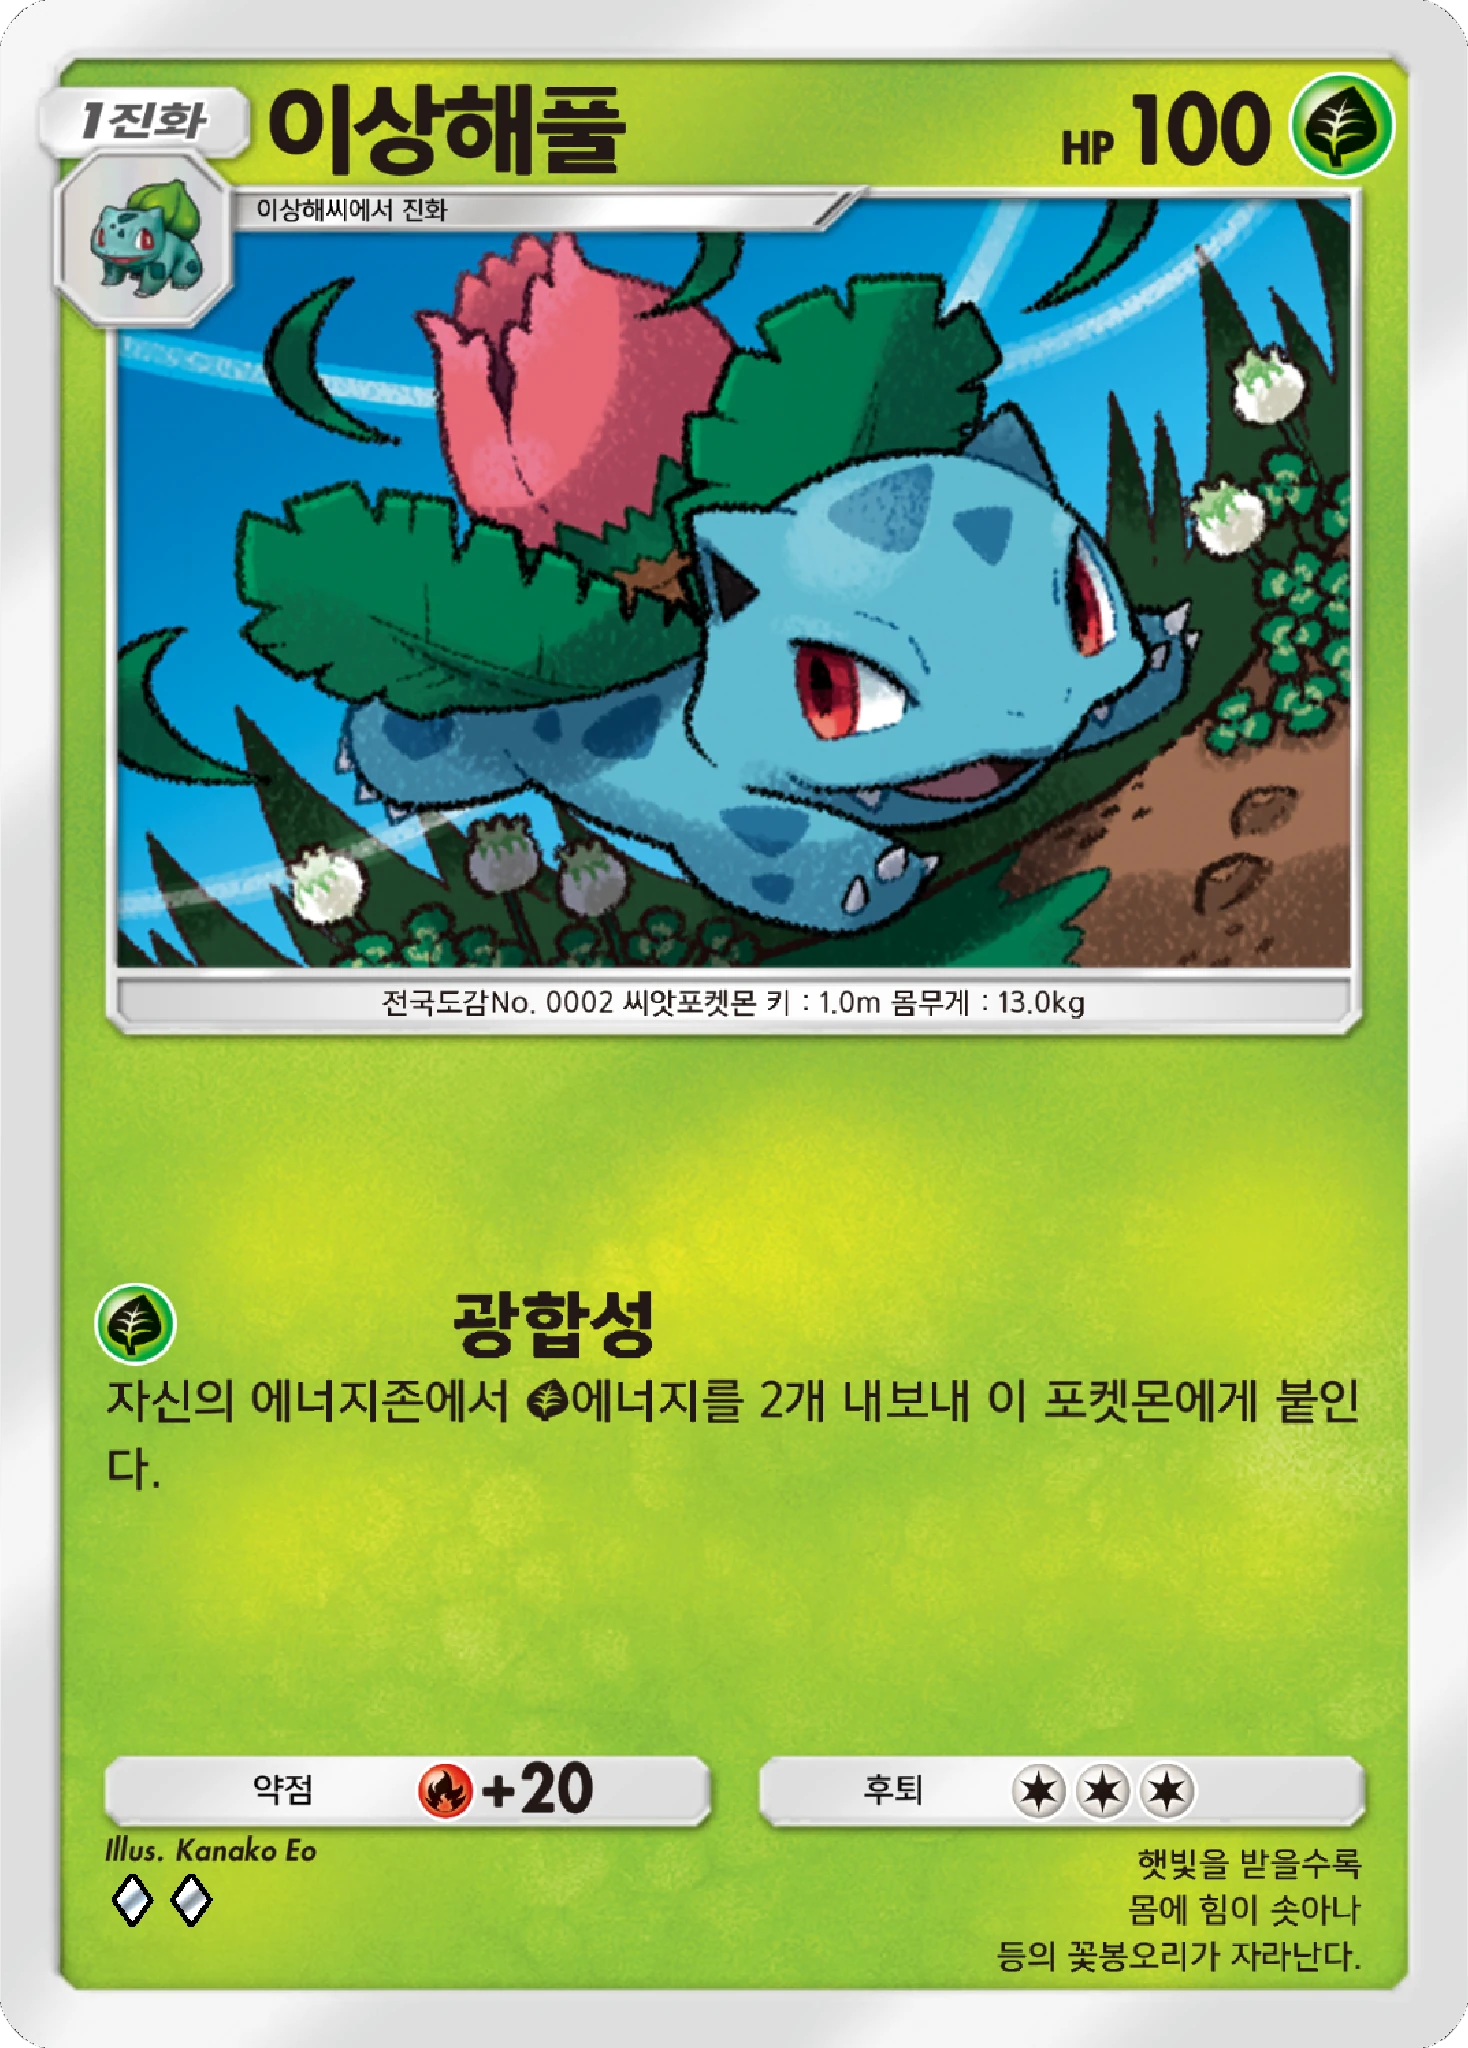 1진화
이상해풀
HP 100
이상해씨에서 진화
전국도감No. 0002 씨앗포켓몬 키 : 1.0m 몸무게 : 13.0kg
광합성
자신의 에너지존에서 에너지를 2개 내보내 이 포켓몬에게 붙인
다.
약점 +20
후퇴
Illus. Kanako Eo
햇빛을 받을수록
몸에 힘이 솟아나
등의 꽃봉오리가 자라난다.